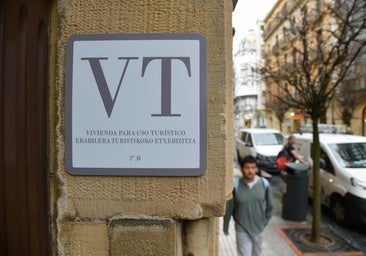 VT
VIVIENDA PARA USO TURÍSTICO
ERABILERA TURISTIKOKO ETXEBIZITZA
2º B